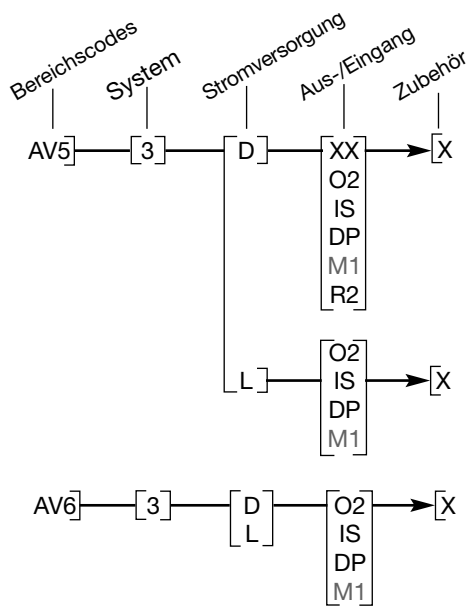 Bereichscodes System Stromversorgung Aus-/Eingang Zubehör
AV5] [3] [D] [XX [X
O2
IS
DP
M1
R2]
[L] [O2 [X
IS
DP
M1]
AV6] [3] [D [O2 [X
L] IS
DP
M1]